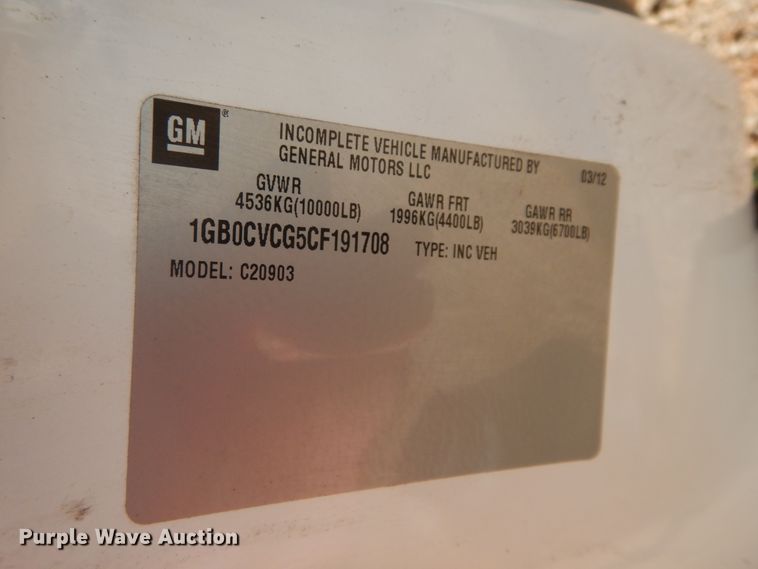 GM ®
INCOMPLETE VEHICLE MANUFACTURED BY
GENERAL MOTORS LLC
03/12
GVWR
4536KG(10000LB)
GAWR FRT
1996KG(4400LB)
GAWR RR
3039KG(6700LB)
1GB0CVCG5CF191708
TYPE: INC VEH
MODEL: C20903
Purple Wave Auction